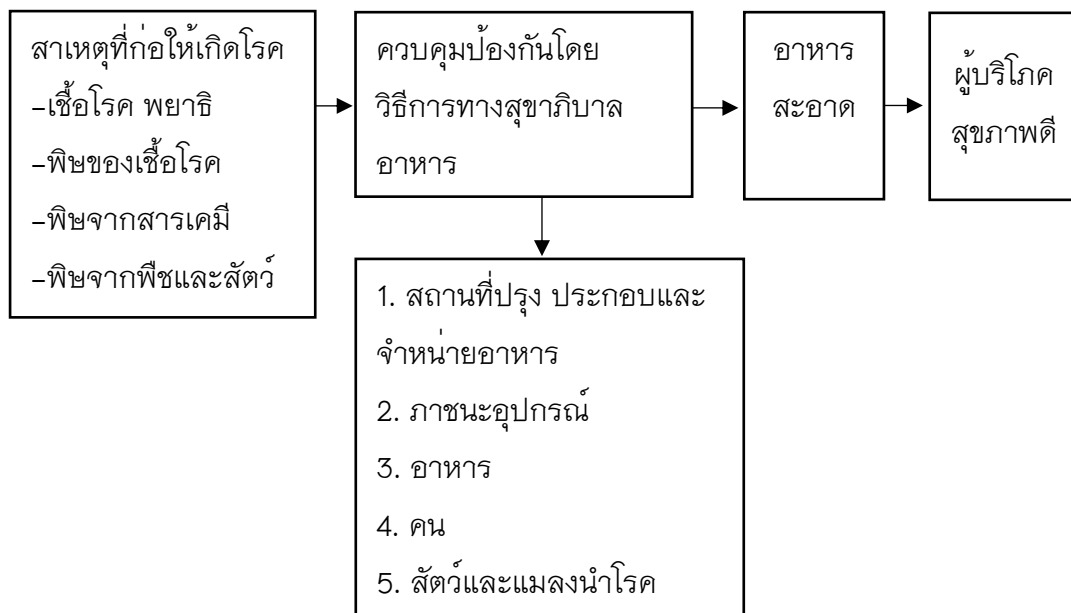 สาเหตุที่ก่อให้เกิดโรค
-เชื้อโรค พยาธิ
-พิษของเชื้อโรค
-พิษจากสารเคมี
-พิษจากพืชและสัตว์
ควบคุมป้องกันโดย
วิธีการทางสุขาภิบาล
อาหาร
อาหาร
สะอาด
ผู้บริโภค
สุขภาพดี
1. สถานที่ปรุง ประกอบและ
จำหน่ายอาหาร
2. ภาชนะอุปกรณ์
3. อาหาร
4. คน
5. สัตว์และแมลงนำโรค